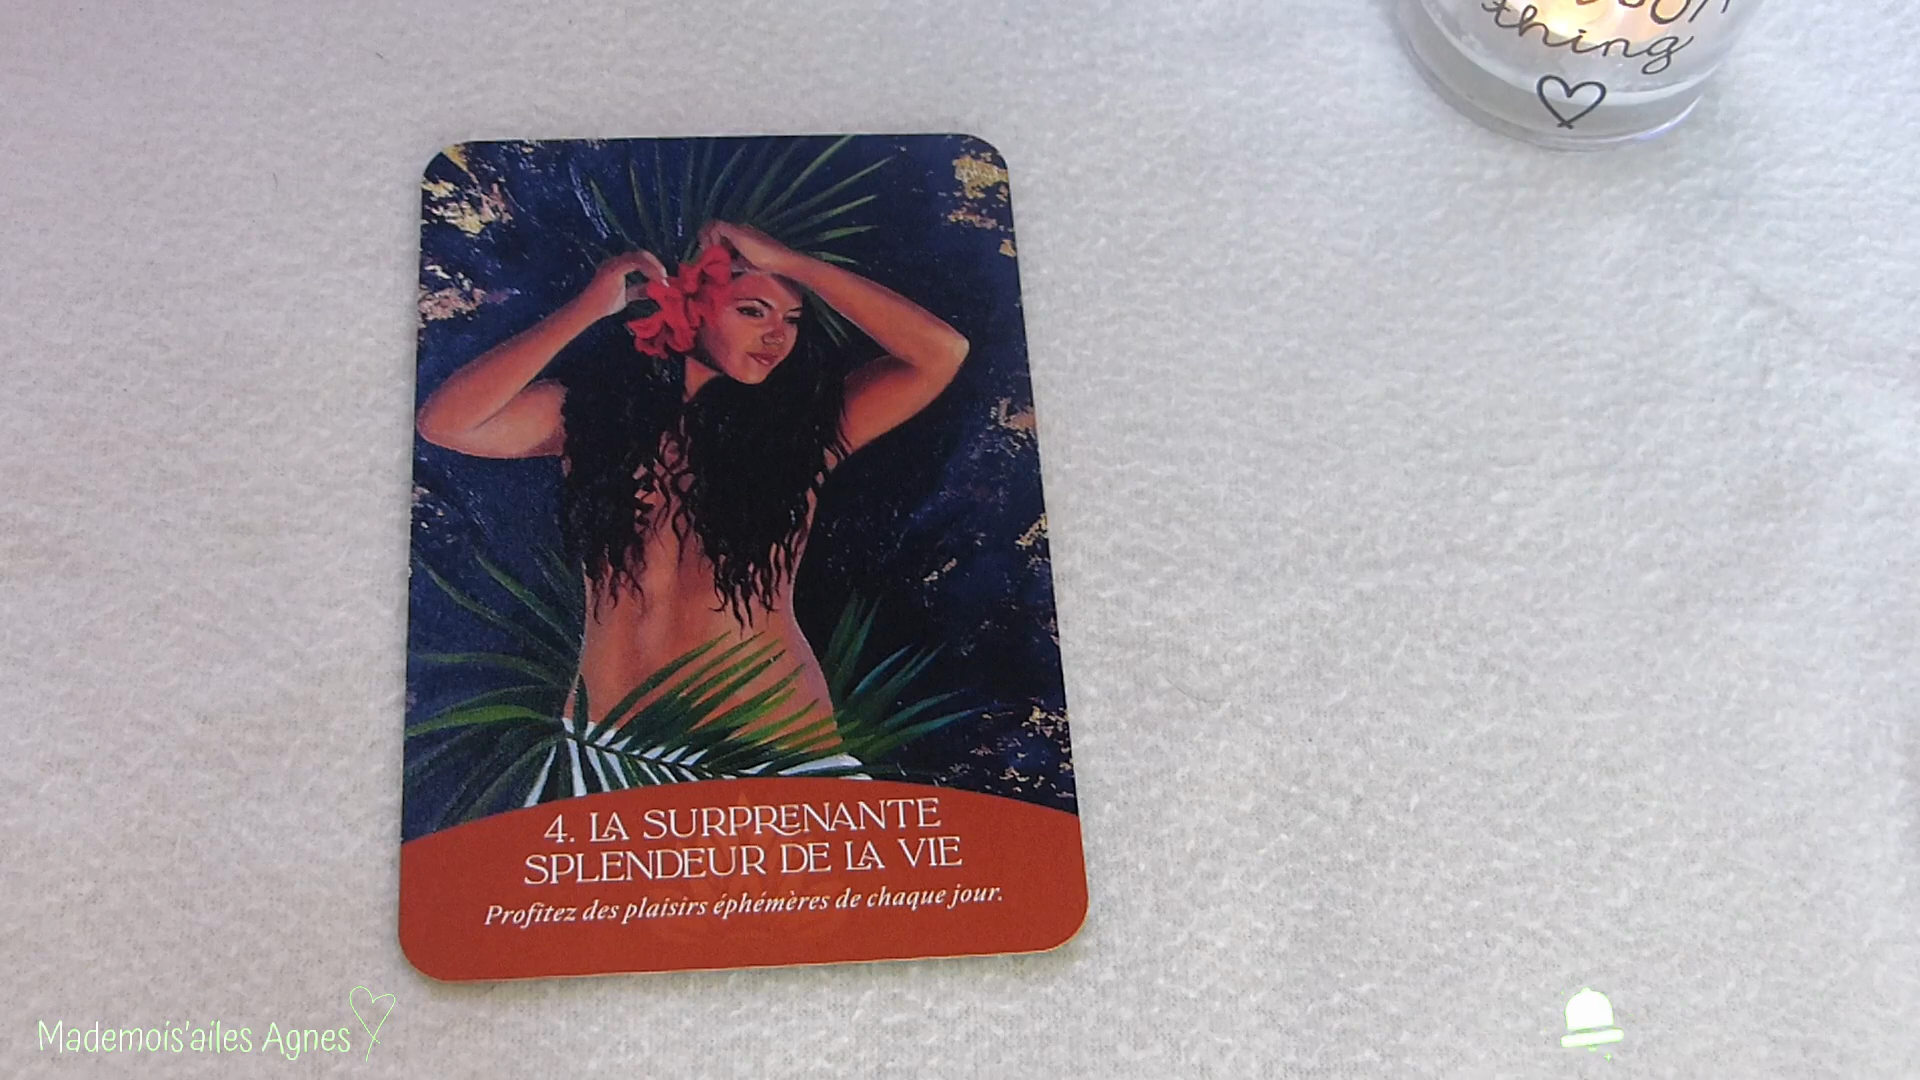 thing
4. LA SURPRENANTE
SPLENDEUR DE LA VIE
Profitez des plaisirs éphémères de chaque jour.
Mademois'ailes Agnes